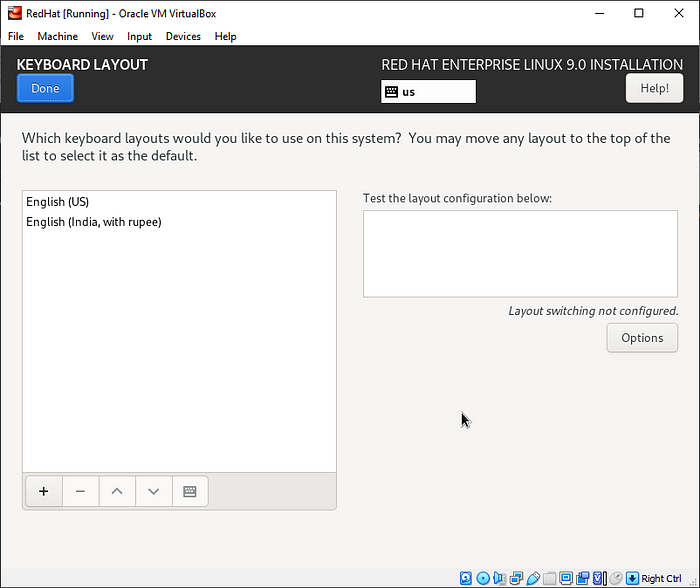 RedHat [Running] - Oracle VM VirtualBox
File Machine View Input Devices Help
KEYBOARD LAYOUT
RED HAT ENTERPRISE LINUX 9.0 INSTALLATION
Done
us
Help!
Which keyboard layouts would you like to use on this system? You may move any layout to the top of the
list to select it as the default.
English (US)
English (India, with rupee)
Test the layout configuration below:
Layout switching not configured.
Options
Right Ctrl